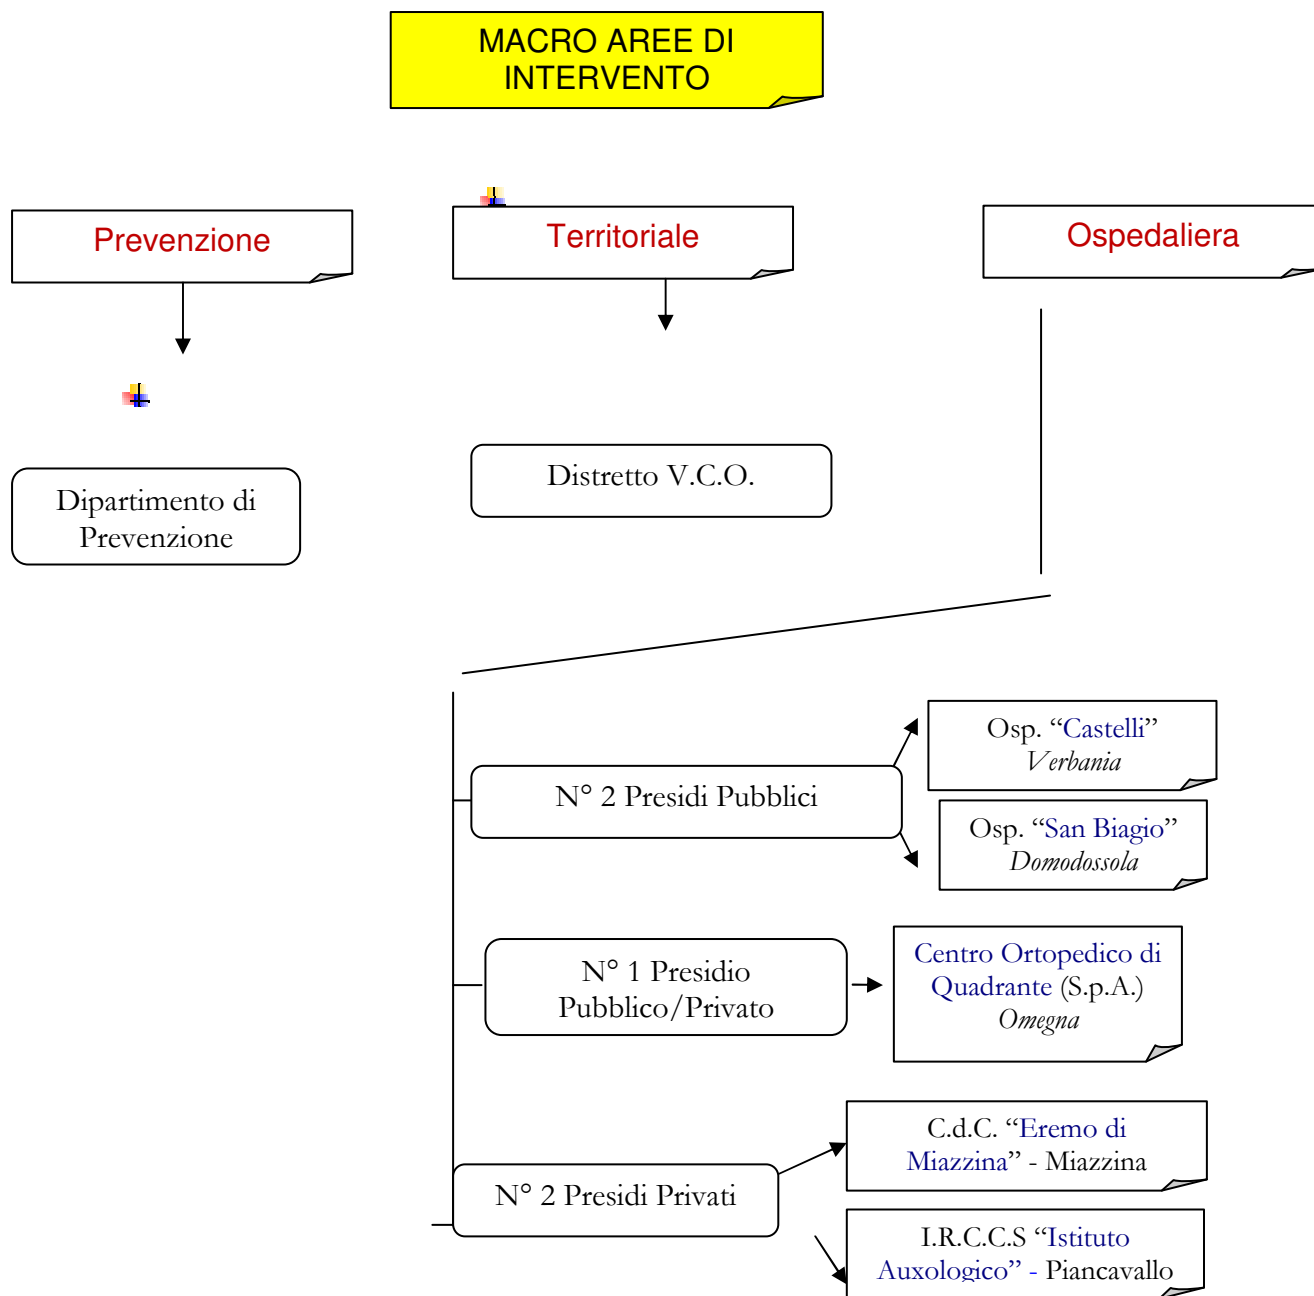 MACRO AREE DI
INTERVENTO
Prevenzione
Territoriale
Ospedaliera
Dipartimento di
Prevenzione
Distretto V.C.O.
N° 2 Presidi Pubblici
Osp. “Castelli”
Verbania
Osp. “San Biagio”
Domodossola
N° 1 Presidio
Pubblico/Privato
Centro Ortopedico di
Quadrante (S.p.A.)
Omegna
N° 2 Presidi Privati
C.d.C. “Eremo di
Miazzina” - Miazzina
I.R.C.C.S “Istituto
Auxologico” - Piancavallo